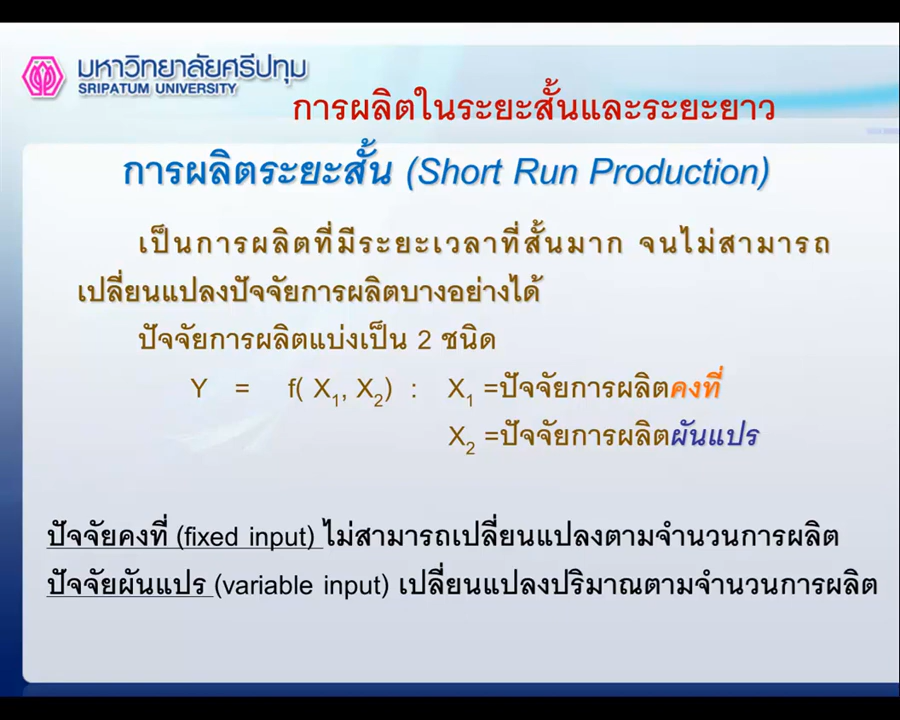 มหาวิทยาลัยศรีปทุม
SRIPATUM UNIVERSITY
การผลิตในระยะสั้นและระยะยาว
การผลิตระยะสั้น (Short Run Production)
เป็นการผลิตที่มีระยะเวลาที่สั้นมาก จนไม่สามารถ
เปลี่ยนแปลงปัจจัยการผลิตบางอย่างได้
ปัจจัยการผลิตแบ่งเป็น 2 ชนิด
Y = f( X₁, X₂) : X₁ =ปัจจัยการผลิตคงที่
X₂ =ปัจจัยการผลิตผันแปร
ปัจจัยคงที่ (fixed input) ไม่สามารถเปลี่ยนแปลงตามจำนวนการผลิต
ปัจจัยผันแปร (variable input) เปลี่ยนแปลงปริมาณตามจำนวนการผลิต